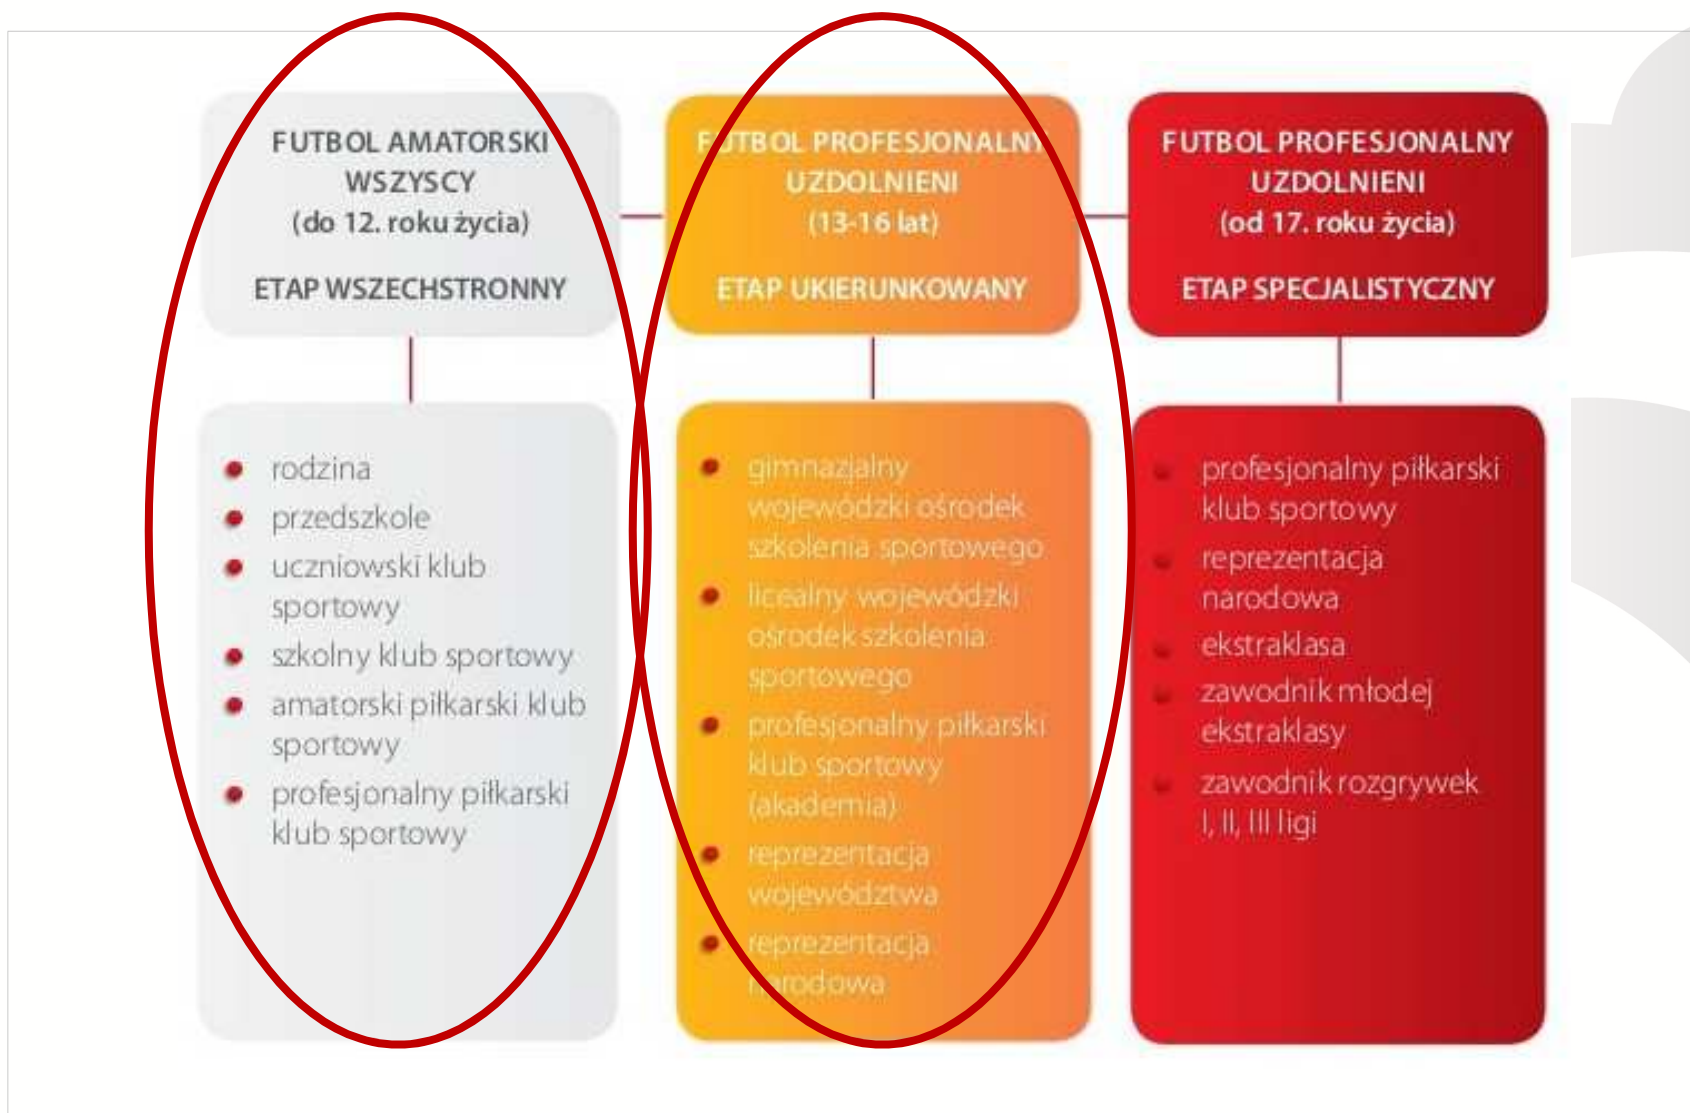 FUTBOL AMATORSKI
WSZYSCY
(do 12. roku życia)
ETAP WSZECHSTRONNY
rodzina
przedszkole
uczniowski klub
sportowy
szkolny klub sportowy
amatorski piłkarski klub
sportowy
profesjonalny piłkarski
klub sportowy
FUTBOL PROFESJONALNY
UZDOLNIENI
(13-16 lat)
ETAP UKIERUNKOWANY
gimnazjalny
wojewódzki ośrodek
szkolenia sportowego
licealny wojewódzki
ośrodek szkolenia
sportowego
profesjonalny piłkarski
klub sportowy
(akademia)
reprezentacja
województwa
reprezentacja
narodowa
FUTBOL PROFESJONALNY
UZDOLNIENI
(od 17. roku życia)
ETAP SPECJALISTYCZNY
profesjonalny piłkarski
klub sportowy
reprezentacja
narodowa
ekstraklasa
zawodnik młodej
ekstraklasy
zawodnik rozgrywek
I, II, III ligi